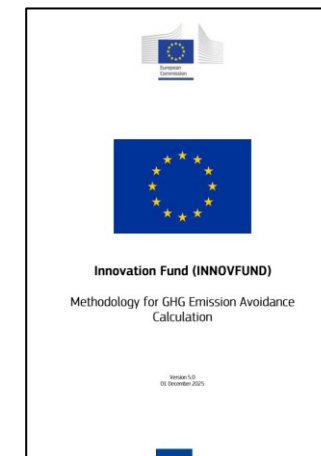 European
Commission
Innovation Fund (INNOVFUND)
Methodology for GHG Emission Avoidance
Calculation
Version 5.0
01 December 2025